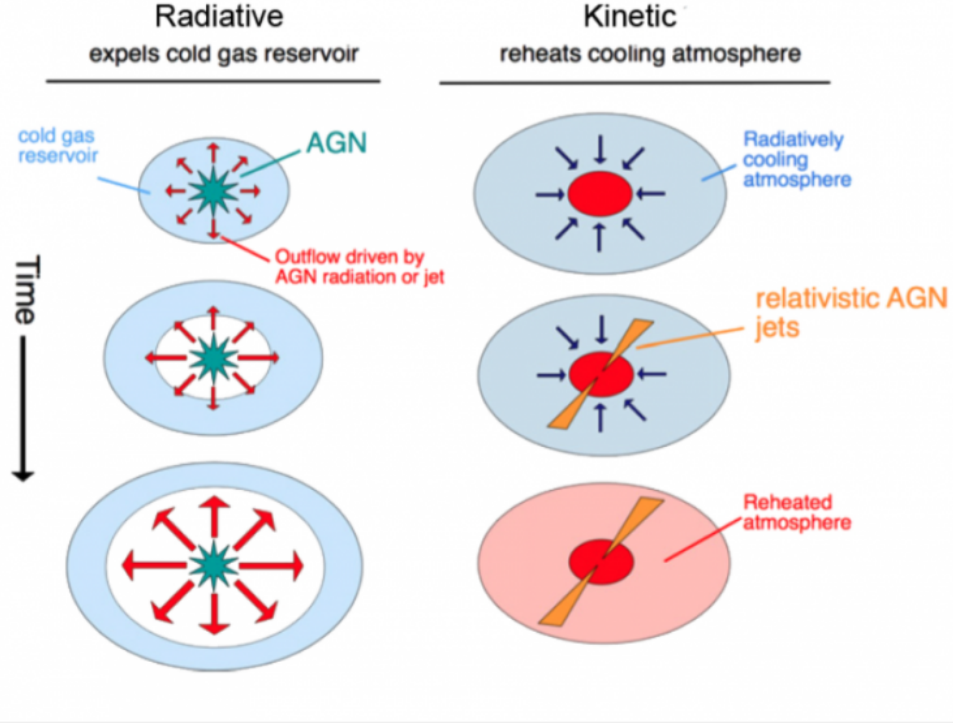 Radiative
expels cold gas reservoir
Kinetic
reheats cooling atmosphere
cold gas
reservoir
AGN
Outflow driven by
AGN radiation or jet
Radiatively
cooling
atmosphere
Time
relativistic AGN
jets
Reheated
atmosphere